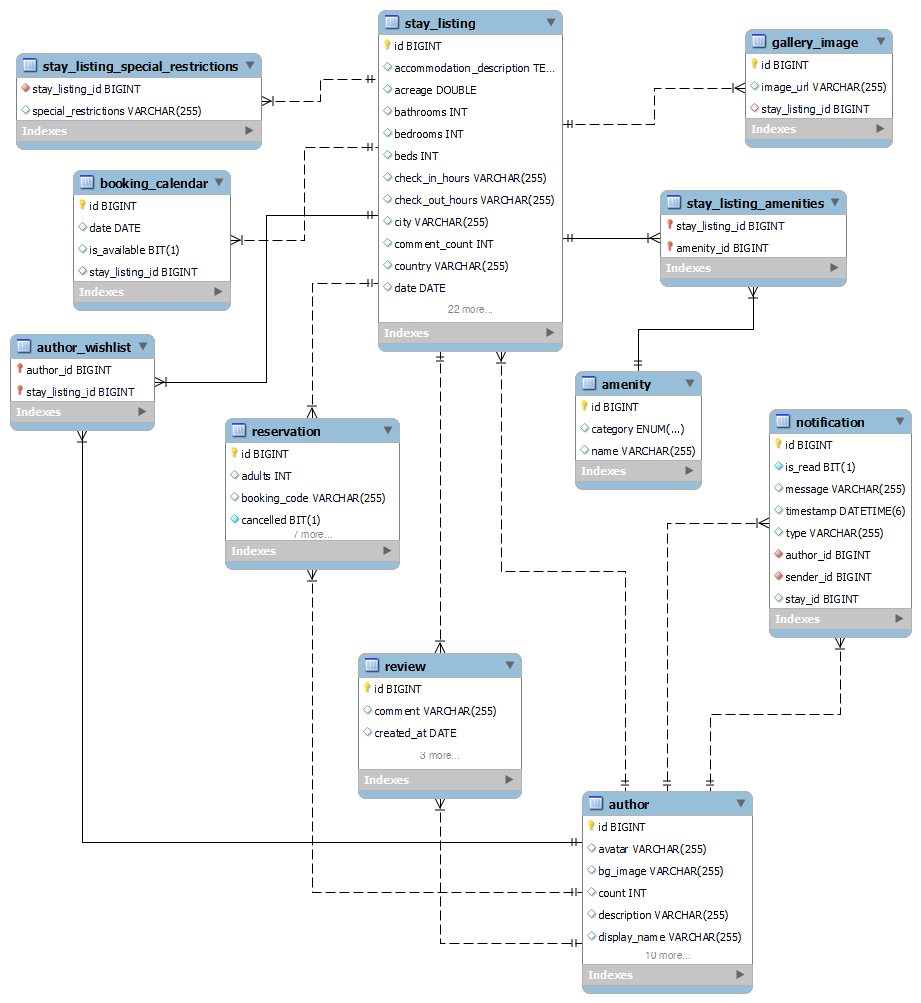 stay_listing
id BIGINT
accommodation_description TE...
acreage DOUBLE
bathrooms INT
bedrooms INT
beds INT
check_in_hours VARCHAR(255)
check_out_hours VARCHAR(255)
city VARCHAR(255)
comment_count INT
country VARCHAR(255)
date DATE
22 more...
Indexes
gallery_image
id BIGINT
image_url VARCHAR(255)
stay_listing_id BIGINT
Indexes
stay_listing_special_restrictions
stay_listing_id BIGINT
special_restrictions VARCHAR(255)
Indexes
booking_calendar
id BIGINT
date DATE
is_available BIT(1)
stay_listing_id BIGINT
Indexes
stay_listing_amenities
stay_listing_id BIGINT
amenity_id BIGINT
Indexes
author_wishlist
author_id BIGINT
stay_listing_id BIGINT
Indexes
amenity
id BIGINT
category ENUM(...)
name VARCHAR(255)
Indexes
reservation
id BIGINT
adults INT
booking_code VARCHAR(255)
cancelled BIT(1)
7 more...
Indexes
notification
id BIGINT
is_read BIT(1)
message VARCHAR(255)
timestamp DATETIME(6)
type VARCHAR(255)
author_id BIGINT
sender_id BIGINT
stay_id BIGINT
Indexes
review
id BIGINT
comment VARCHAR(255)
created_at DATE
3 more...
Indexes
author
id BIGINT
avatar VARCHAR(255)
bg_image VARCHAR(255)
count INT
description VARCHAR(255)
display_name VARCHAR(255)
10 more...
Indexes